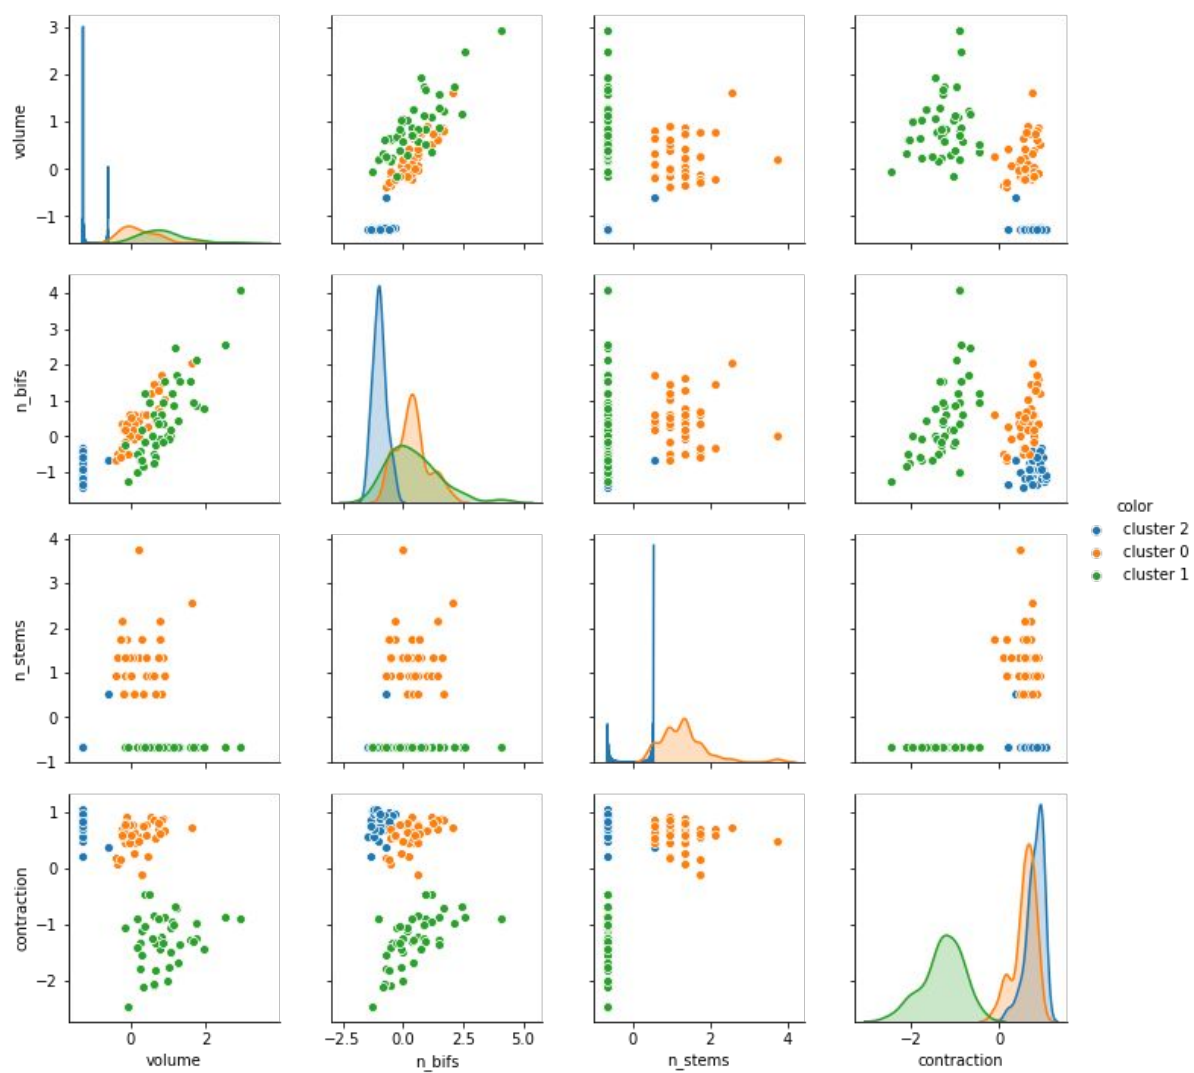 3
2
1
0
−1
volume
4
3
2
1
0
−1
n_bifs
color
cluster 2
cluster 0
cluster 1
4
3
2
1
0
−1
n_stems
1
0
−1
−2
contraction
0 2
volume
−2.5 0.0 2.5 5.0
n_bifs
0 2 4
n_stems
−2 0
contraction